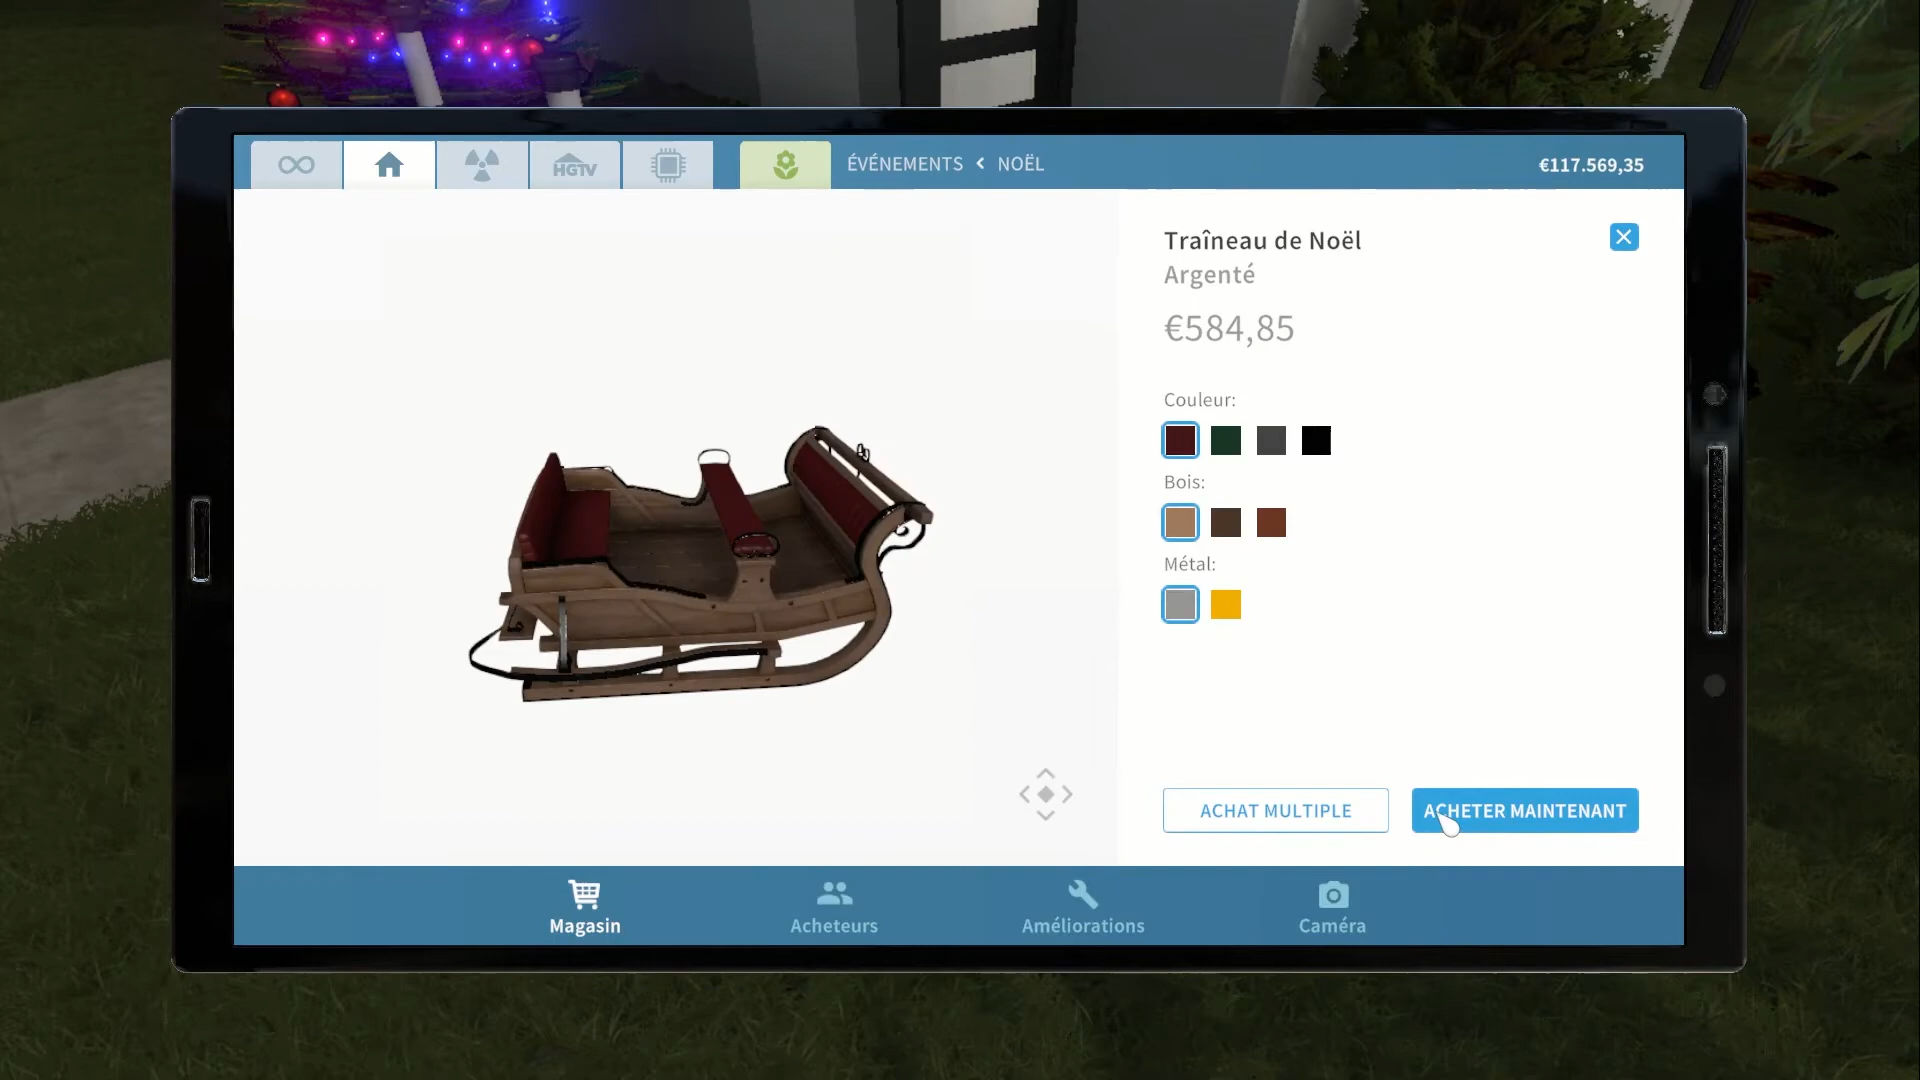 HGTV
ÉVÉNEMENTS < NOËL
€117.569,35
Traîneau de Noël
Argenté
€584,85
Couleur:
Bois:
Métal:
ACHAT MULTIPLE
ACHETER MAINTENANT
Magasin
Acheteurs
Améliorations
Caméra